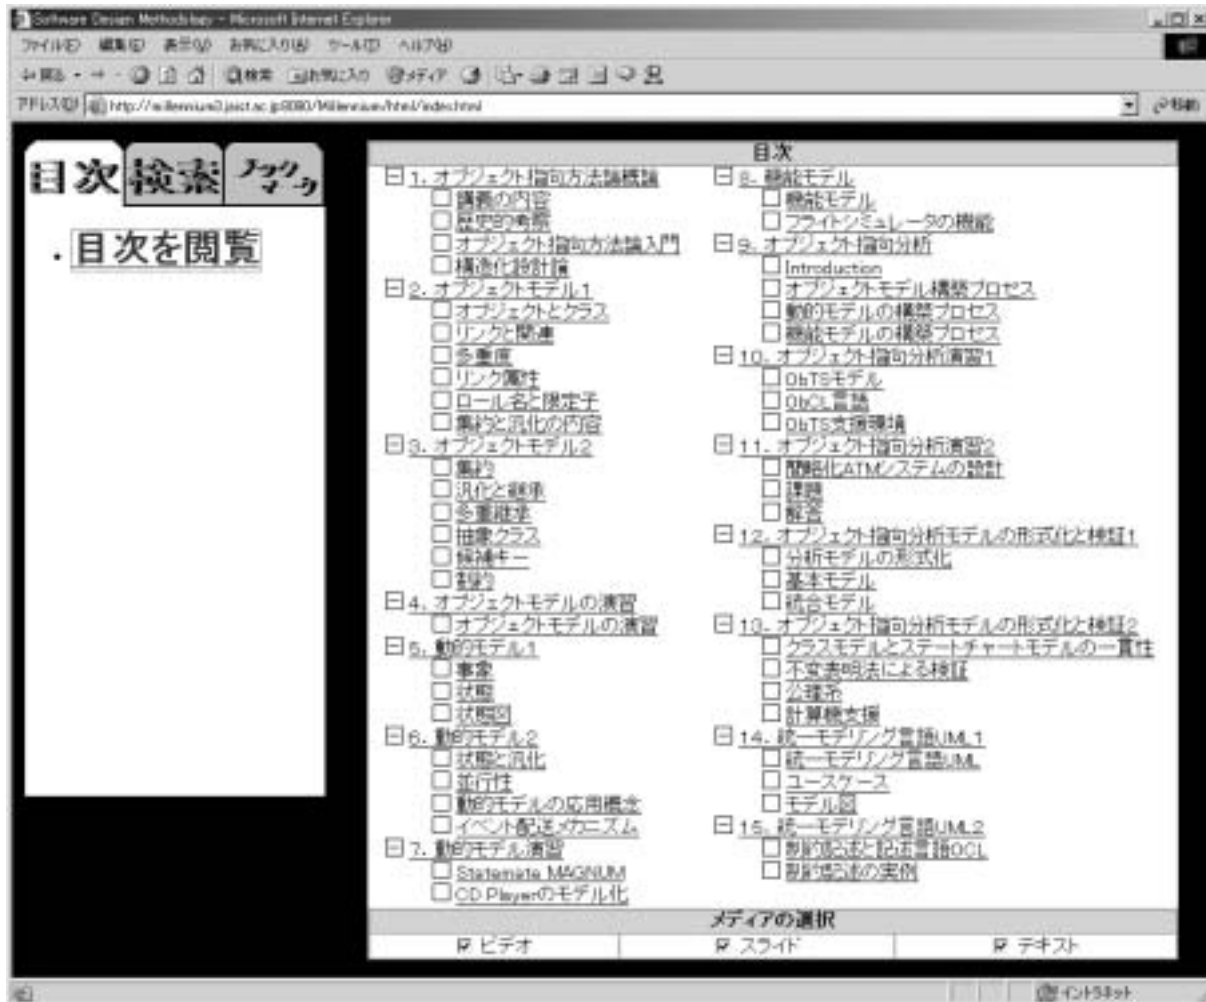 Software Design Methodology - Microsoft Internet Explorer
ファイル(F) 編集(E) 表示(V) お気に入り(A) ツール(T) ヘルプ(H)
戻る 検索 お気に入り メディア
アドレス(D) http://millennium3.jaist.ac.jp:8080/Millennium/html/index.html 移動
目次 検索 ブックマーク
・目次を閲覧
目次
1. オブジェクト指向方法論概論
講義の内容
歴史的考察
オブジェクト指向方法論入門
構造化設計論
2. オブジェクトモデル1
オブジェクトとクラス
リンクと関連
多重度
リンク属性
ロール名と限定子
集約と汎化の内容
3. オブジェクトモデル2
集約
汎化と継承
多重継承
抽象クラス
候補キー
制約
4. オブジェクトモデルの演習
オブジェクトモデルの演習
5. 動的モデル1
事象
状態
状態図
6. 動的モデル2
状態と汎化
並行性
動的モデルの応用概念
イベント配送メカニズム
7. 動的モデル演習
Statemate MAGNUM
CD Playerのモデル化
8. 機能モデル
機能モデル
フライトシミュレータの機能
9. オブジェクト指向分析
Introduction
オブジェクトモデル構築プロセス
動的モデルの構築プロセス
機能モデルの構築プロセス
10. オブジェクト指向分析演習1
ObTSモデル
ObCL言語
ObTS支援環境
11. オブジェクト指向分析演習2
簡略化ATMシステムの設計
課題
解答
12. オブジェクト指向分析モデルの形式化と検証1
分析モデルの形式化
基本モデル
統合モデル
13. オブジェクト指向分析モデルの形式化と検証2
クラスモデルとステートチャートモデルの一貫性
不変表明法による検証
公理系
計算機支援
14. 統一モデリング言語UML1
統一モデリング言語UML
ユースケース
モデル図
15. 統一モデリング言語UML2
制約記述と記述言語OCL
制約記述の実例
メディアの選択
ビデオ スライド テキスト
イントラネット